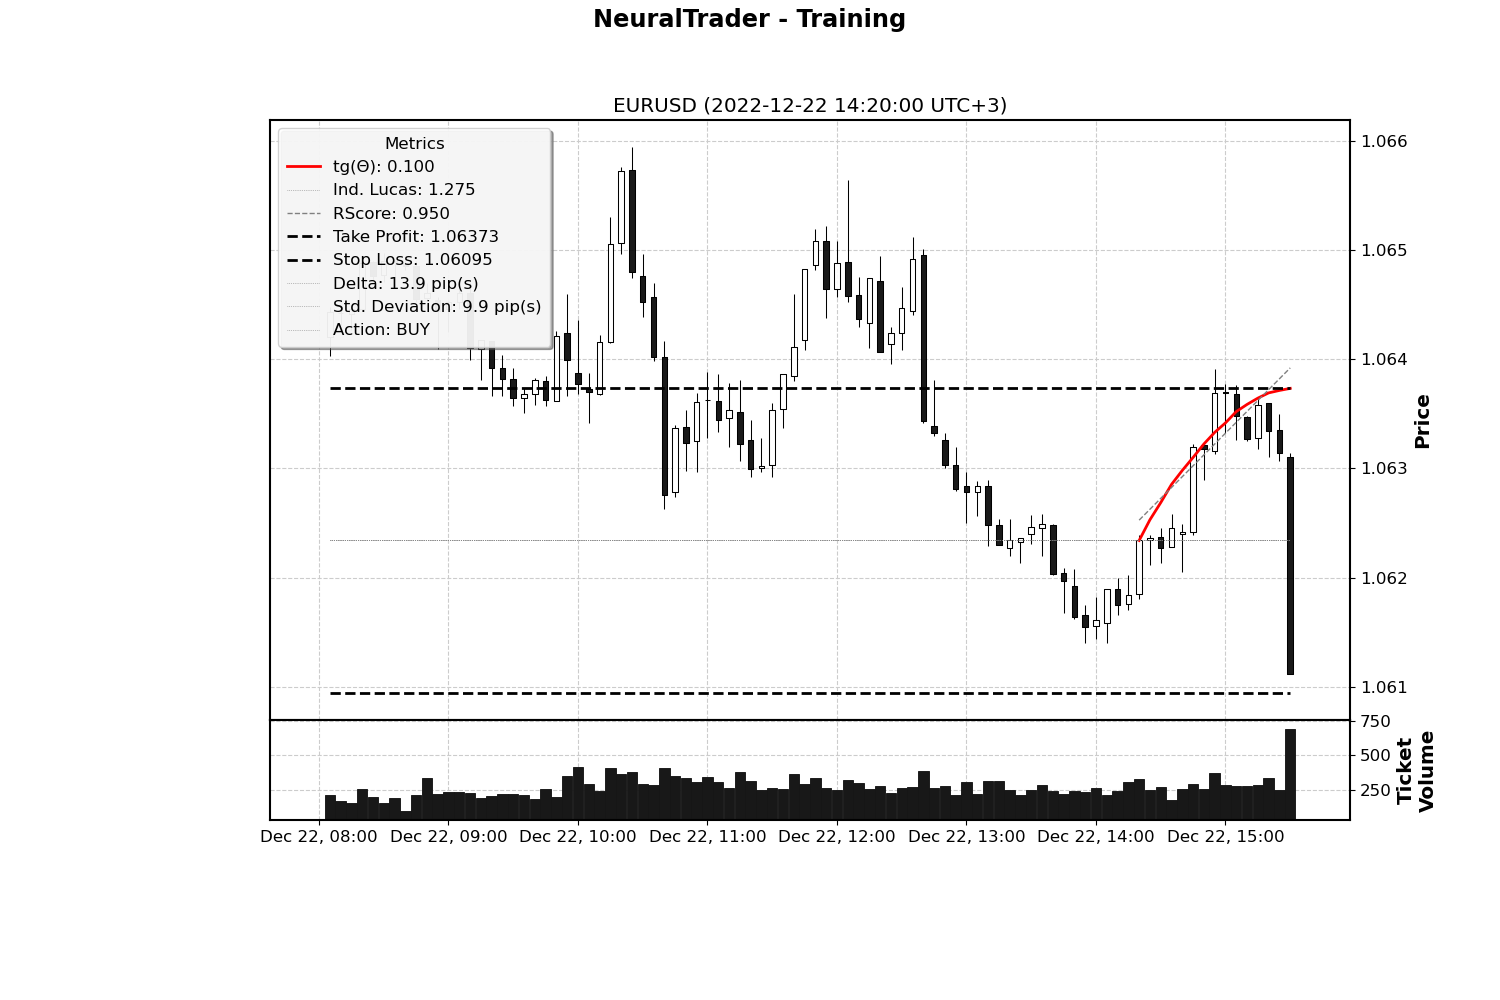 NeuralTrader - Training
EURUSD (2022-12-22 14:20:00 UTC+3)
Metrics
tg(Θ): 0.100
Ind. Lucas: 1.275
RScore: 0.950
Take Profit: 1.06373
Stop Loss: 1.06095
Delta: 13.9 pip(s)
Std. Deviation: 9.9 pip(s)
Action: BUY
1.066
1.065
1.064
1.063
1.062
1.061
Price
750
500
250
Ticket
Volume
Dec 22, 08:00 Dec 22, 09:00 Dec 22, 10:00 Dec 22, 11:00 Dec 22, 12:00 Dec 22, 13:00 Dec 22, 14:00 Dec 22, 15:00